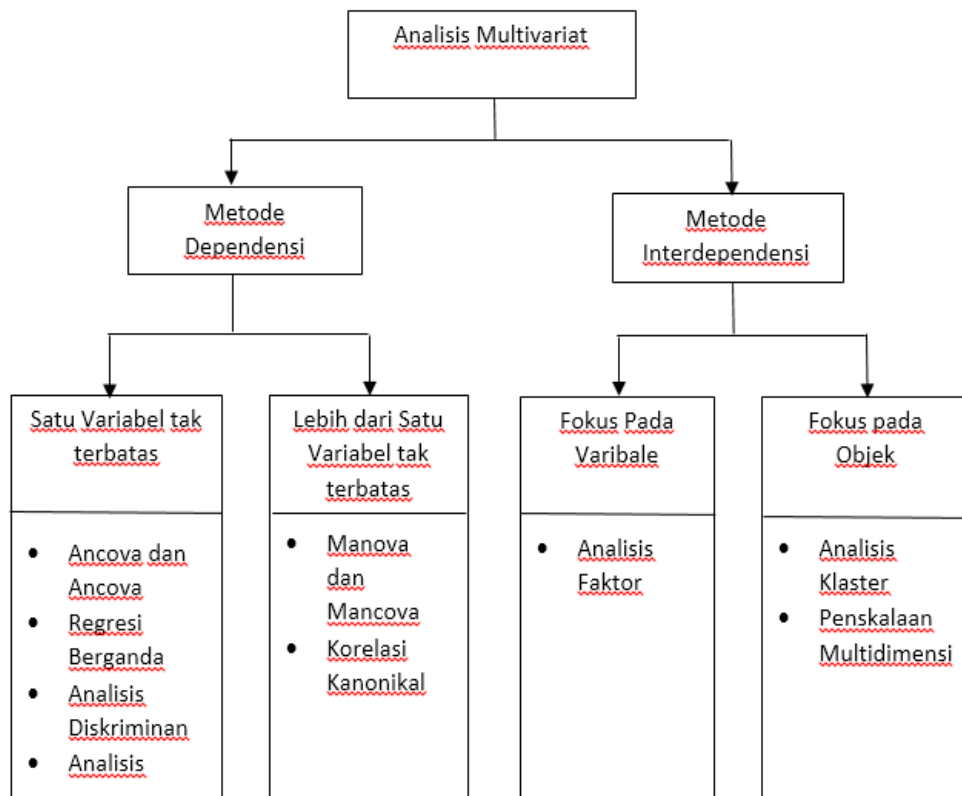 Analisis Multivariat
Metode
Dependensi
Metode
Interdependensi
Satu Variabel tak
terbatas
Lebih dari Satu
Variabel tak
terbatas
Fokus Pada
Varibale
Fokus pada
Objek
Ancova dan
Ancova
Regresi
Berganda
Analisis
Diskriminan
Analisis
Manova
dan
Mancova
Korelasi
Kanonikal
Analisis
Faktor
Analisis
Klaster
Penskalaan
Multidimensi